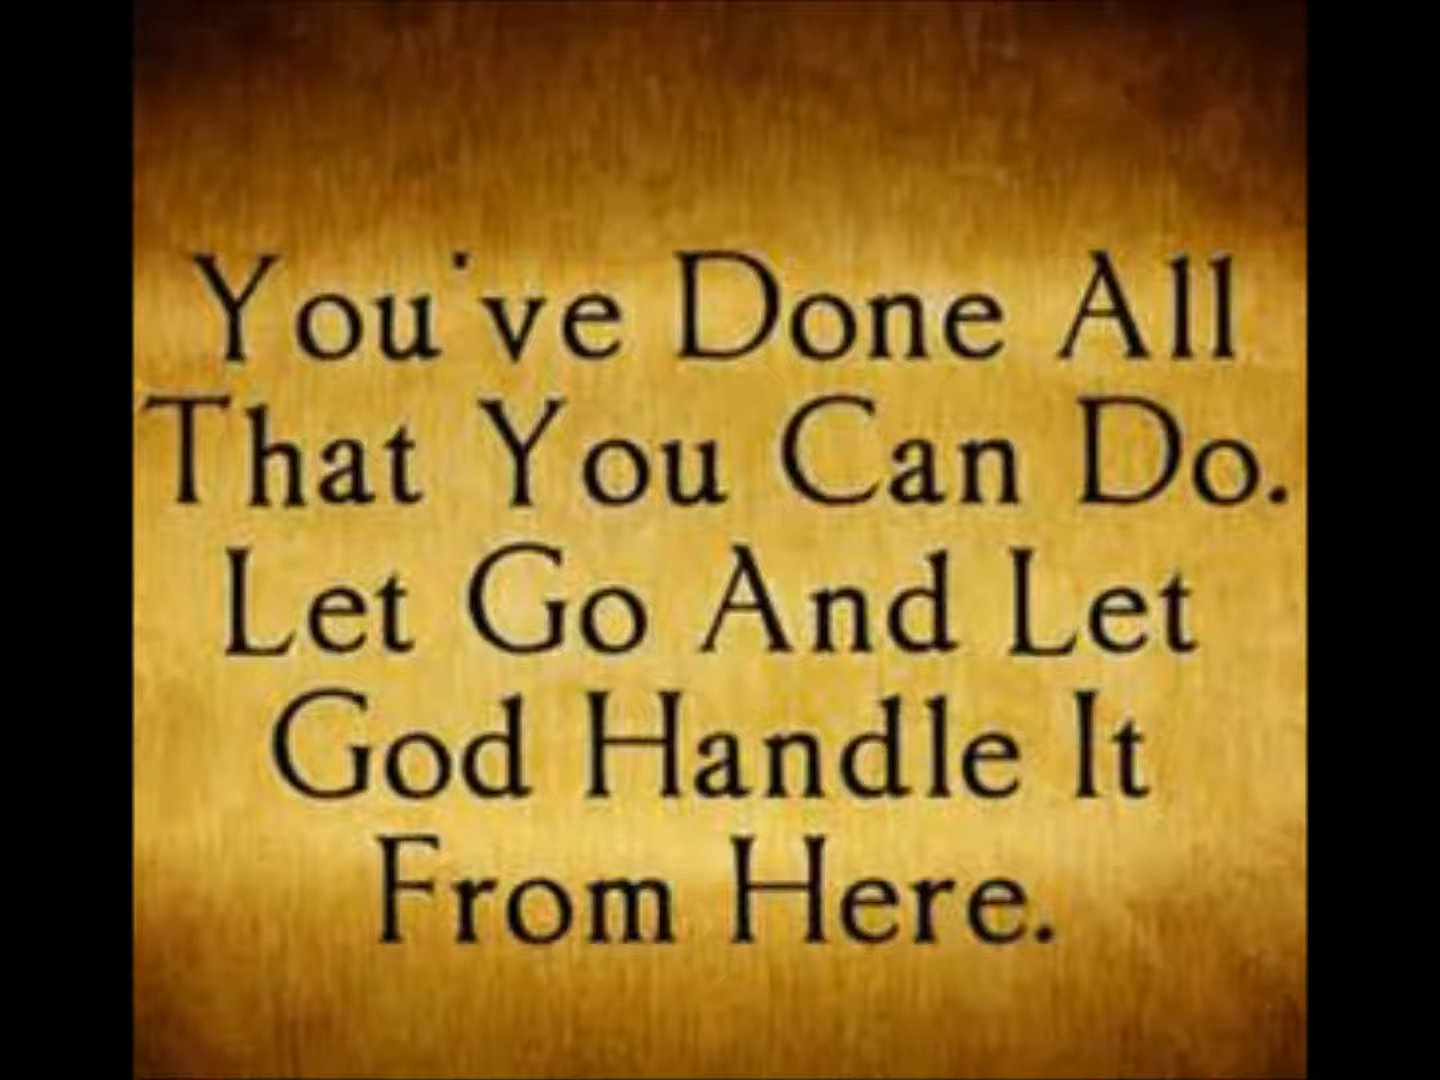 You've Done All
That You Can Do.
Let Go And Let
God Handle It
From Here.